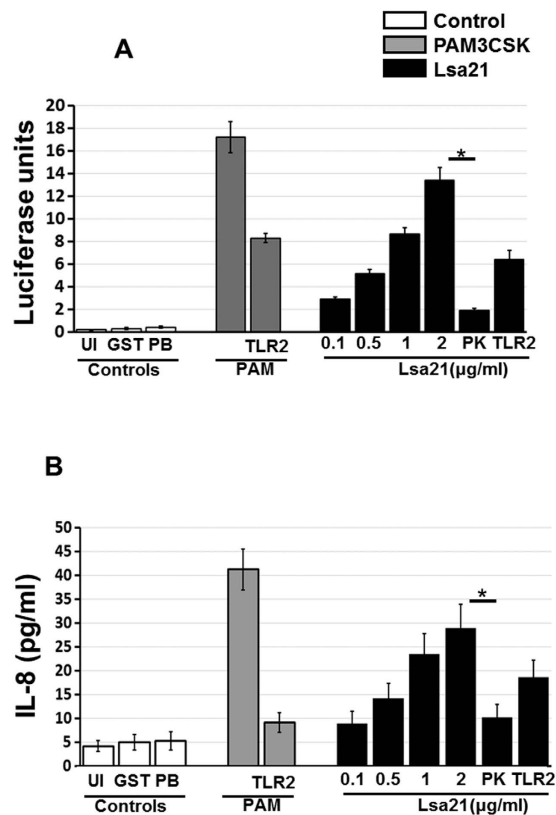 Control
PAM3CSK
Lsa21
A
Luciferase units
20
18
16
14
12
10
8
6
4
2
0
*
UI GST PB TLR2 0.1 0.5 1 2 PK TLR2
Controls PAM Lsa21(µg/ml)
B
IL-8 (pg/ml)
50
45
40
35
30
25
20
15
10
5
0
*
UI GST PB TLR2 0.1 0.5 1 2 PK TLR2
Controls PAM Lsa21(µg/ml)